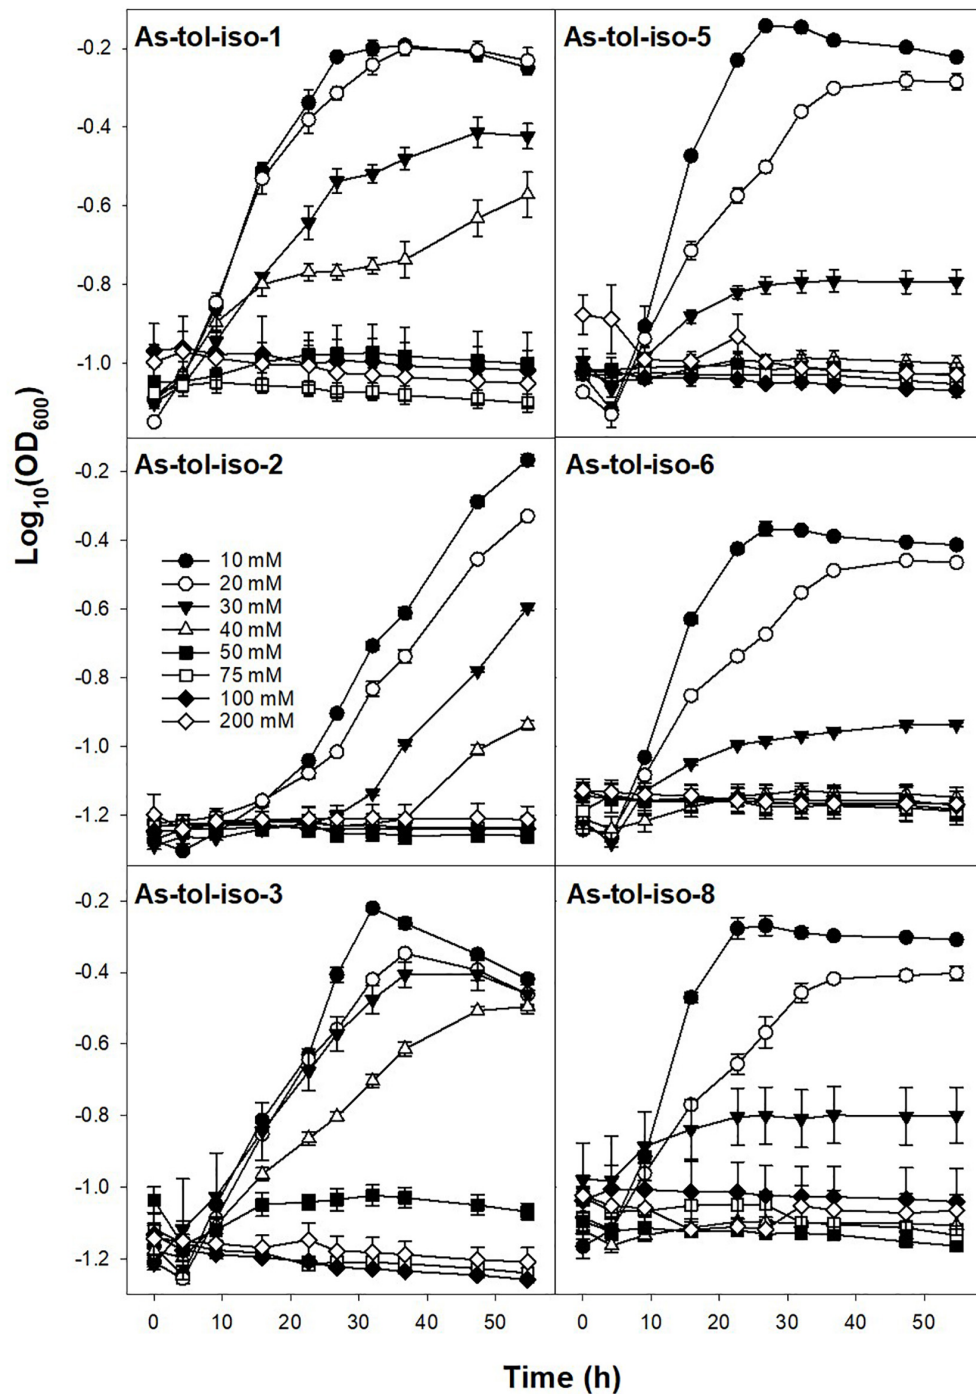 As-tol-iso-1
As-tol-iso-5
-0.2
-0.4
-0.6
-0.8
-1.0
As-tol-iso-2
As-tol-iso-6
-0.2
-0.4
-0.6
-0.8
-1.0
-1.2
10 mM
20 mM
30 mM
40 mM
50 mM
75 mM
100 mM
200 mM
As-tol-iso-3
As-tol-iso-8
-0.2
-0.4
-0.6
-0.8
-1.0
-1.2
0 10 20 30 40 50 0 10 20 30 40 50
Log10(OD600)
Time (h)